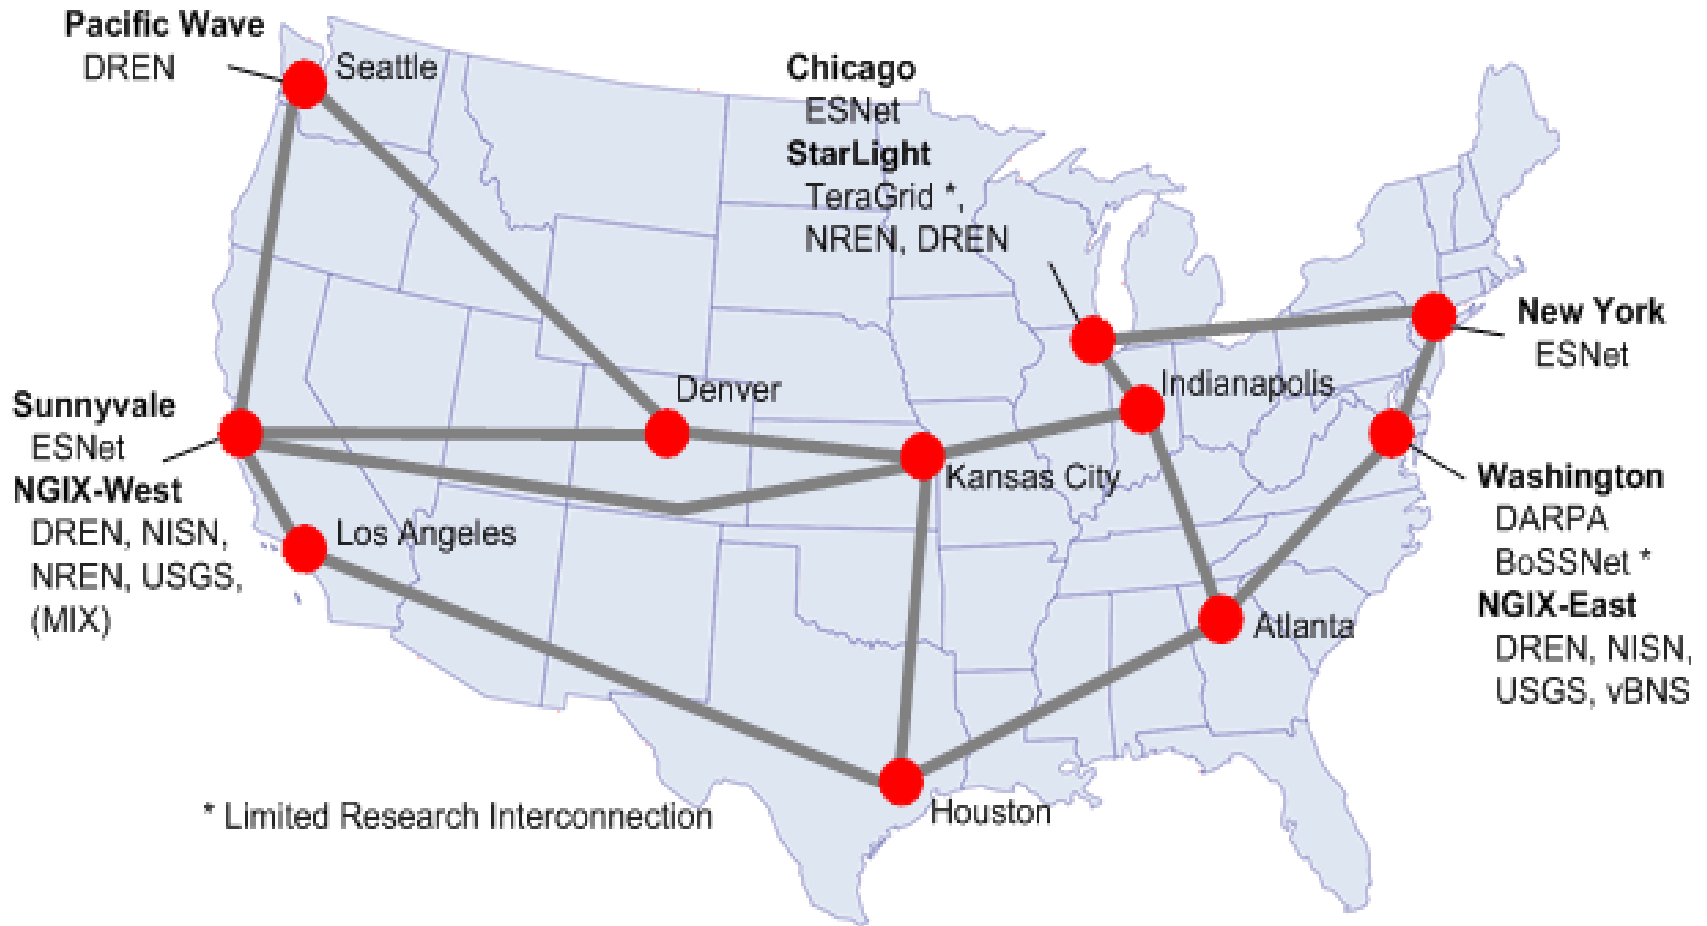 Pacific Wave
DREN
Seattle
Chicago
ESNet
StarLight
TeraGrid *,
NREN, DREN
New York
ESNet
Indianapolis
Denver
Sunnyvale
ESNet
NGIX-West
DREN, NISN,
NREN, USGS,
(MIX)
Kansas City
Los Angeles
Washington
DARPA
BoSSNet *
NGIX-East
DREN, NISN,
USGS, vBNS
Atlanta
Houston
* Limited Research Interconnection